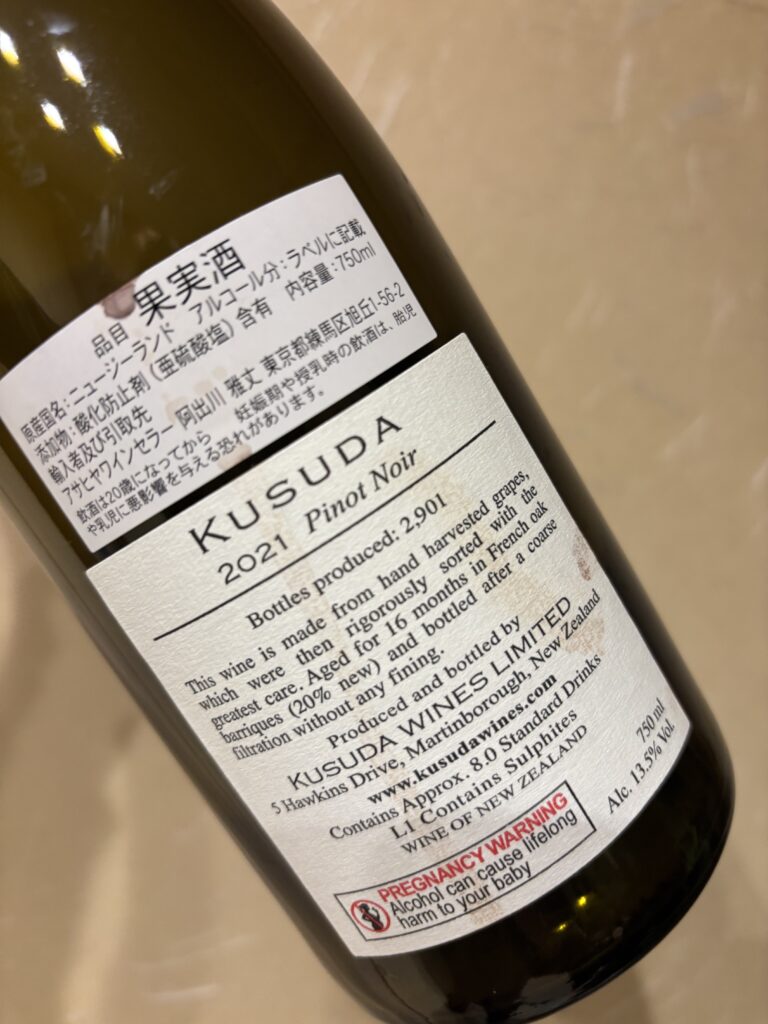 品目 果実酒
原産国名:ニュージーランド アルコール分:ラベルに記載
添加物:酸化防止剤(亜硫酸塩)含有 内容量:750ml
輸入者及び引取先
アサヒヤワインセラー 阿出川 雅丈 東京都練馬区旭丘1-56-2
飲酒は20歳になってから 妊娠期や授乳時の飲酒は、胎児
や乳児に悪影響を与える恐れがあります。
KUSUDA
2021 Pinot Noir
Bottles produced: 2,901
This wine is made from hand harvested grapes,
which were then rigorously sorted with the
greatest care. Aged for 16 months in French oak
barriques (20% new) and bottled after a coarse
filtration without any fining.
Produced and bottled by
KUSUDA WINES LIMITED
5 Hawkins Drive, Martinborough, New Zealand
www.kusudawines.com
Contains Approx. 8.0 Standard Drinks
L1 Contains Sulphites
WINE OF NEW ZEALAND
750 ml
Alc. 13.5% Vol.
PREGNANCY WARNING
Alcohol can cause lifelong
harm to your baby